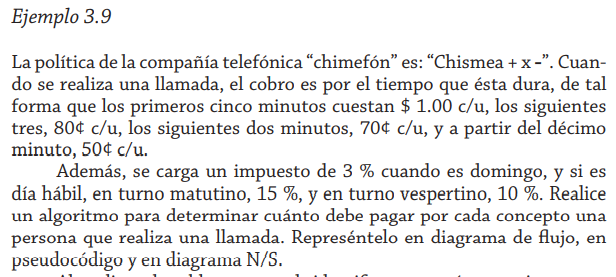 Ejemplo 3.9
La política de la compañía telefónica “chimefón” es: “Chismea + x -”. Cuan-
do se realiza una llamada, el cobro es por el tiempo que ésta dura, de tal
forma que los primeros cinco minutos cuestan $ 1.00 c/u, los siguientes
tres, 80¢ c/u, los siguientes dos minutos, 70¢ c/u, y a partir del décimo
minuto, 50¢ c/u.
Además, se carga un impuesto de 3 % cuando es domingo, y si es
día hábil, en turno matutino, 15 %, y en turno vespertino, 10 %. Realice
un algoritmo para determinar cuánto debe pagar por cada concepto una
persona que realiza una llamada. Represéntelo en diagrama de flujo, en
pseudocódigo y en diagrama N/S.